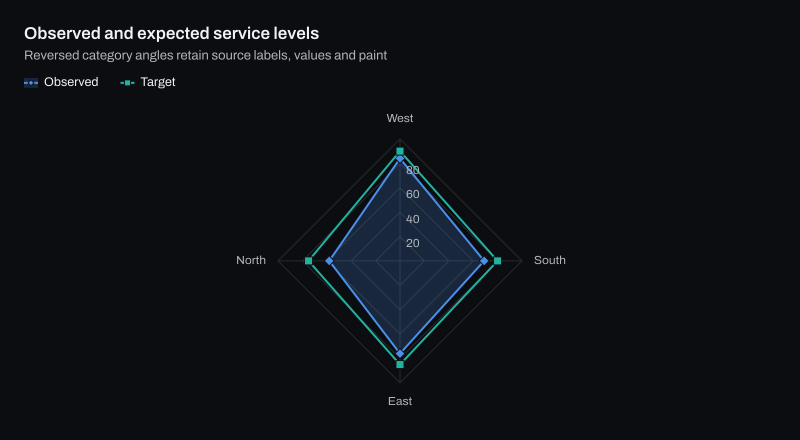 Observed and expected service levels
Reversed category angles retain source labels, values and paint
Observed
Target
West
80
60
40
20
North
South
East